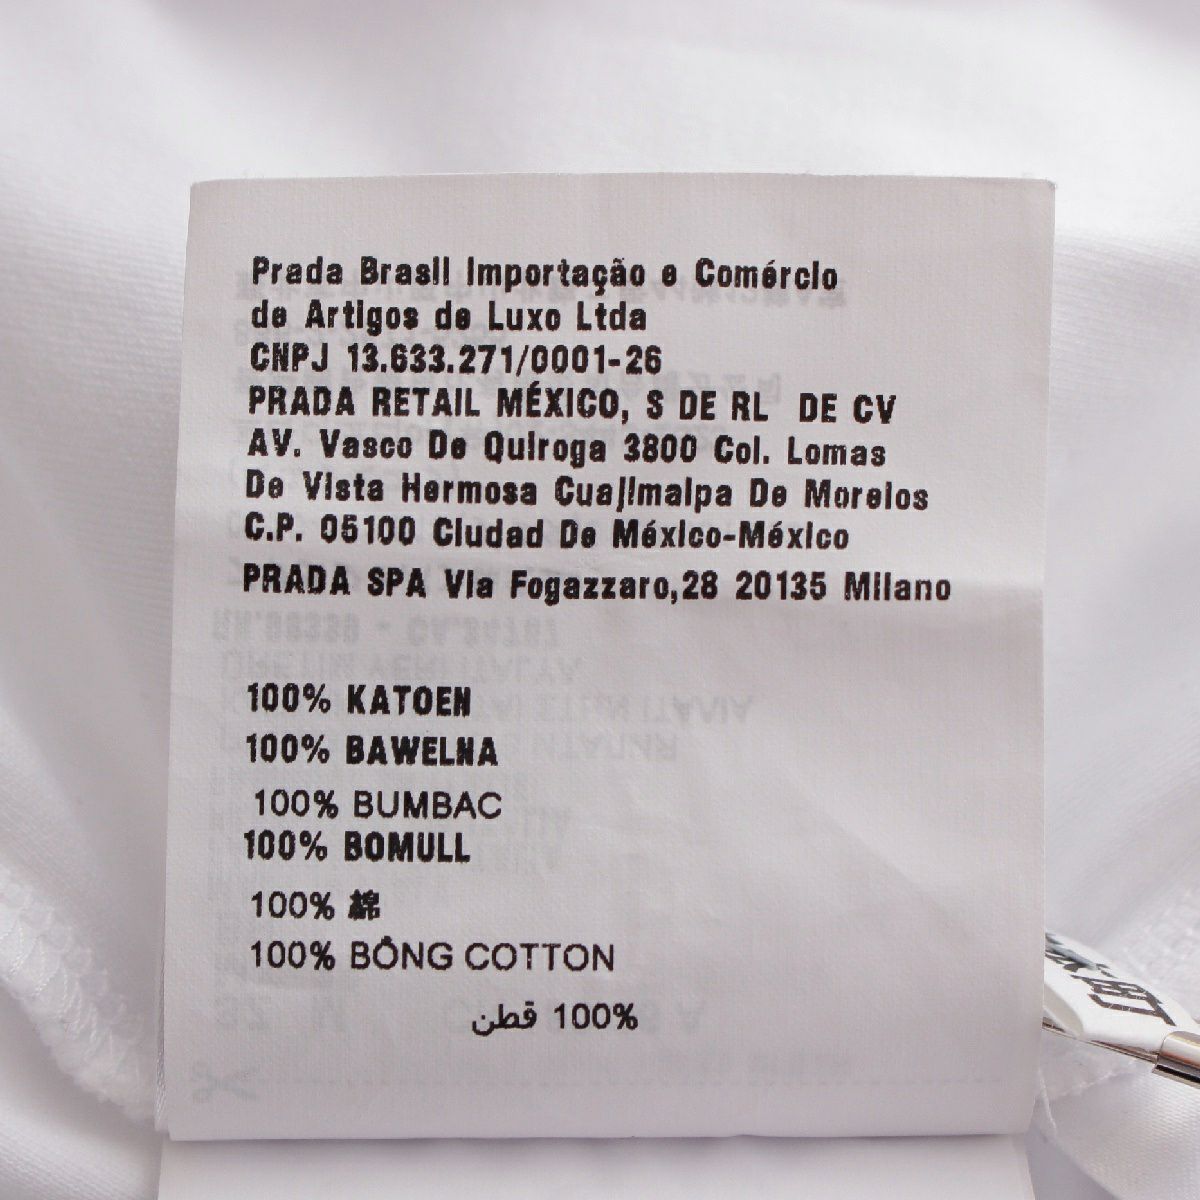 Prada Brasil Importação e Comércio
de Artigos de Luxo Ltda
CNPJ 13.633.271/0001-26
PRADA RETAIL MÉXICO, S DE RL DE CV
AV. Vasco De Quiroga 3800 Col. Lomas
De Vista Hermosa Cuajimalpa De Morelos
C.P. 05100 Ciudad De México-México
PRADA SPA Via Fogazzaro,28 20135 Milano
100% KATOEN
100% BAWELNA
100% BUMBAC
100% BOMULL
100% 綿
100% BÔNG COTTON
100% قطن